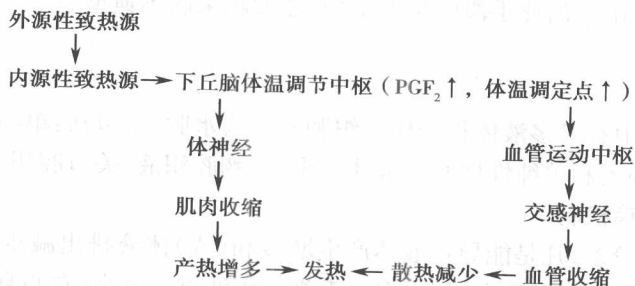 外源性致热源
内源性致热源→下丘脑体温调节中枢（PGF₂↑，体温调定点↑）
体神经 血管运动中枢
肌肉收缩 交感神经
产热增多→发热←散热减少←血管收缩